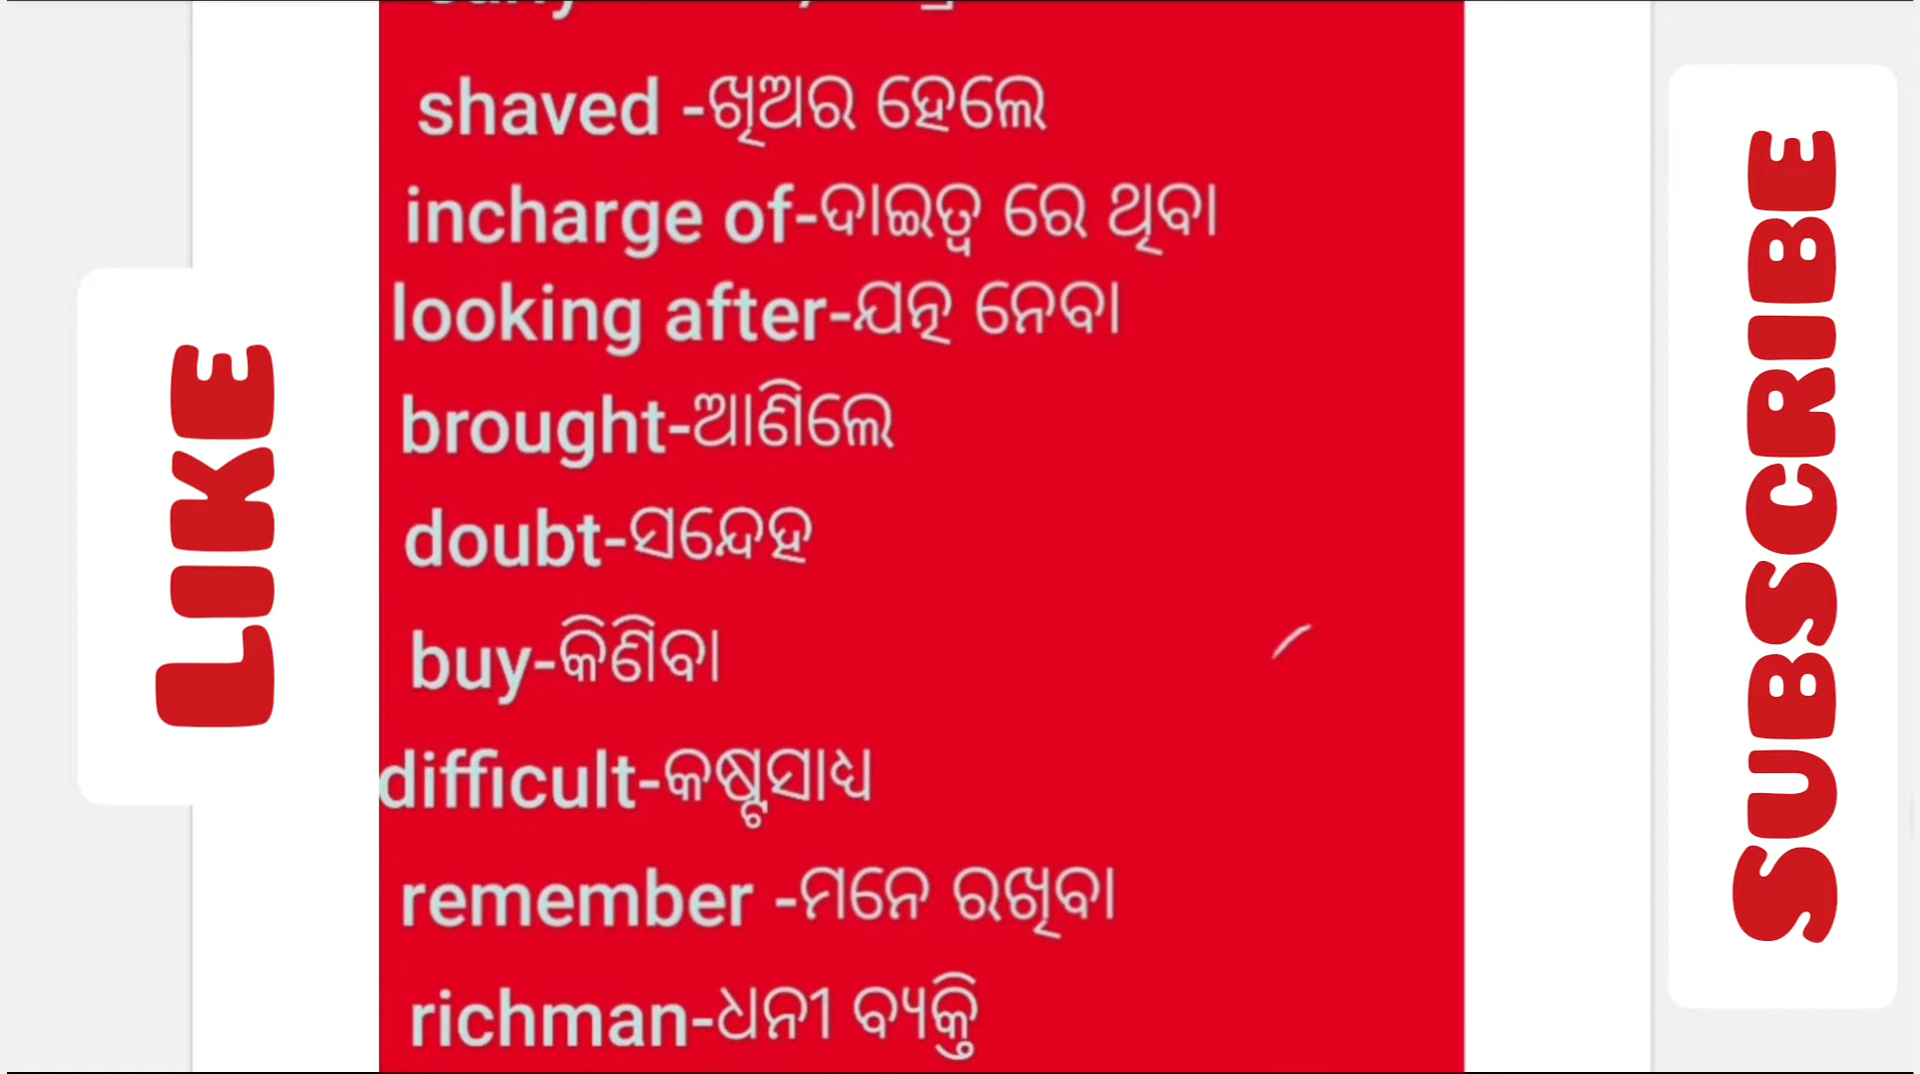 shaved -ଖିଅର ହେଲେ
incharge of-ଦାଇତ୍ୱ ରେ ଥିବା
looking after-ଯତ୍ନ ନେବା
brought-ଆଣିଲେ
doubt-ସନ୍ଦେହ
buy-କିଣିବା
difficult-କଷ୍ଟସାଧ୍ୟ
remember -ମନେ ରଖିବା
richman-ଧନୀ ବ୍ୟକ୍ତି
LIKE
SUBSCRIBE